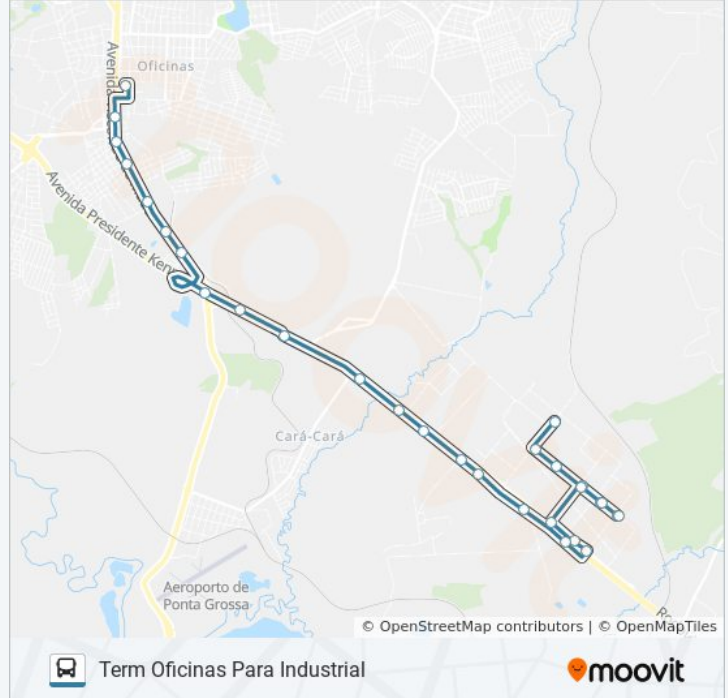 Oficinas
Avenida
Avenida Presidente Ken
Cará-Cará
Aeroporto de
Ponta Grossa
© OpenStreetMap contributors | © OpenMapTiles
Term Oficinas Para Industrial
moovit